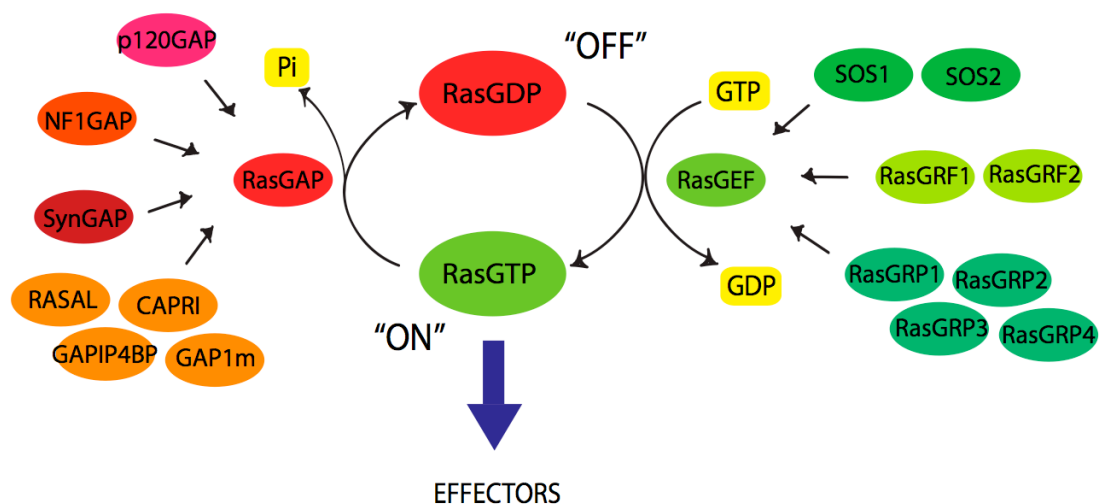 p120GAP
Pi
“OFF”
RasGDP
GTP
SOS1
SOS2
NF1GAP
RasGAP
RasGEF
RasGRF1
RasGRF2
SynGAP
RasGTP
GDP
RasGRP1
RasGRP2
RasGRP3
RasGRP4
RASAL
CAPRI
GAPIP4BP
GAP1m
“ON”
EFFECTORS